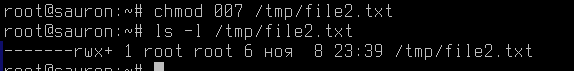 root@sauron:~# chmod 007 /tmp/file2.txt
root@sauron:~# ls -l /tmp/file2.txt
-------rwx+ 1 root root 6 ноя  8 23:39 /tmp/file2.txt
root@sauron:~#